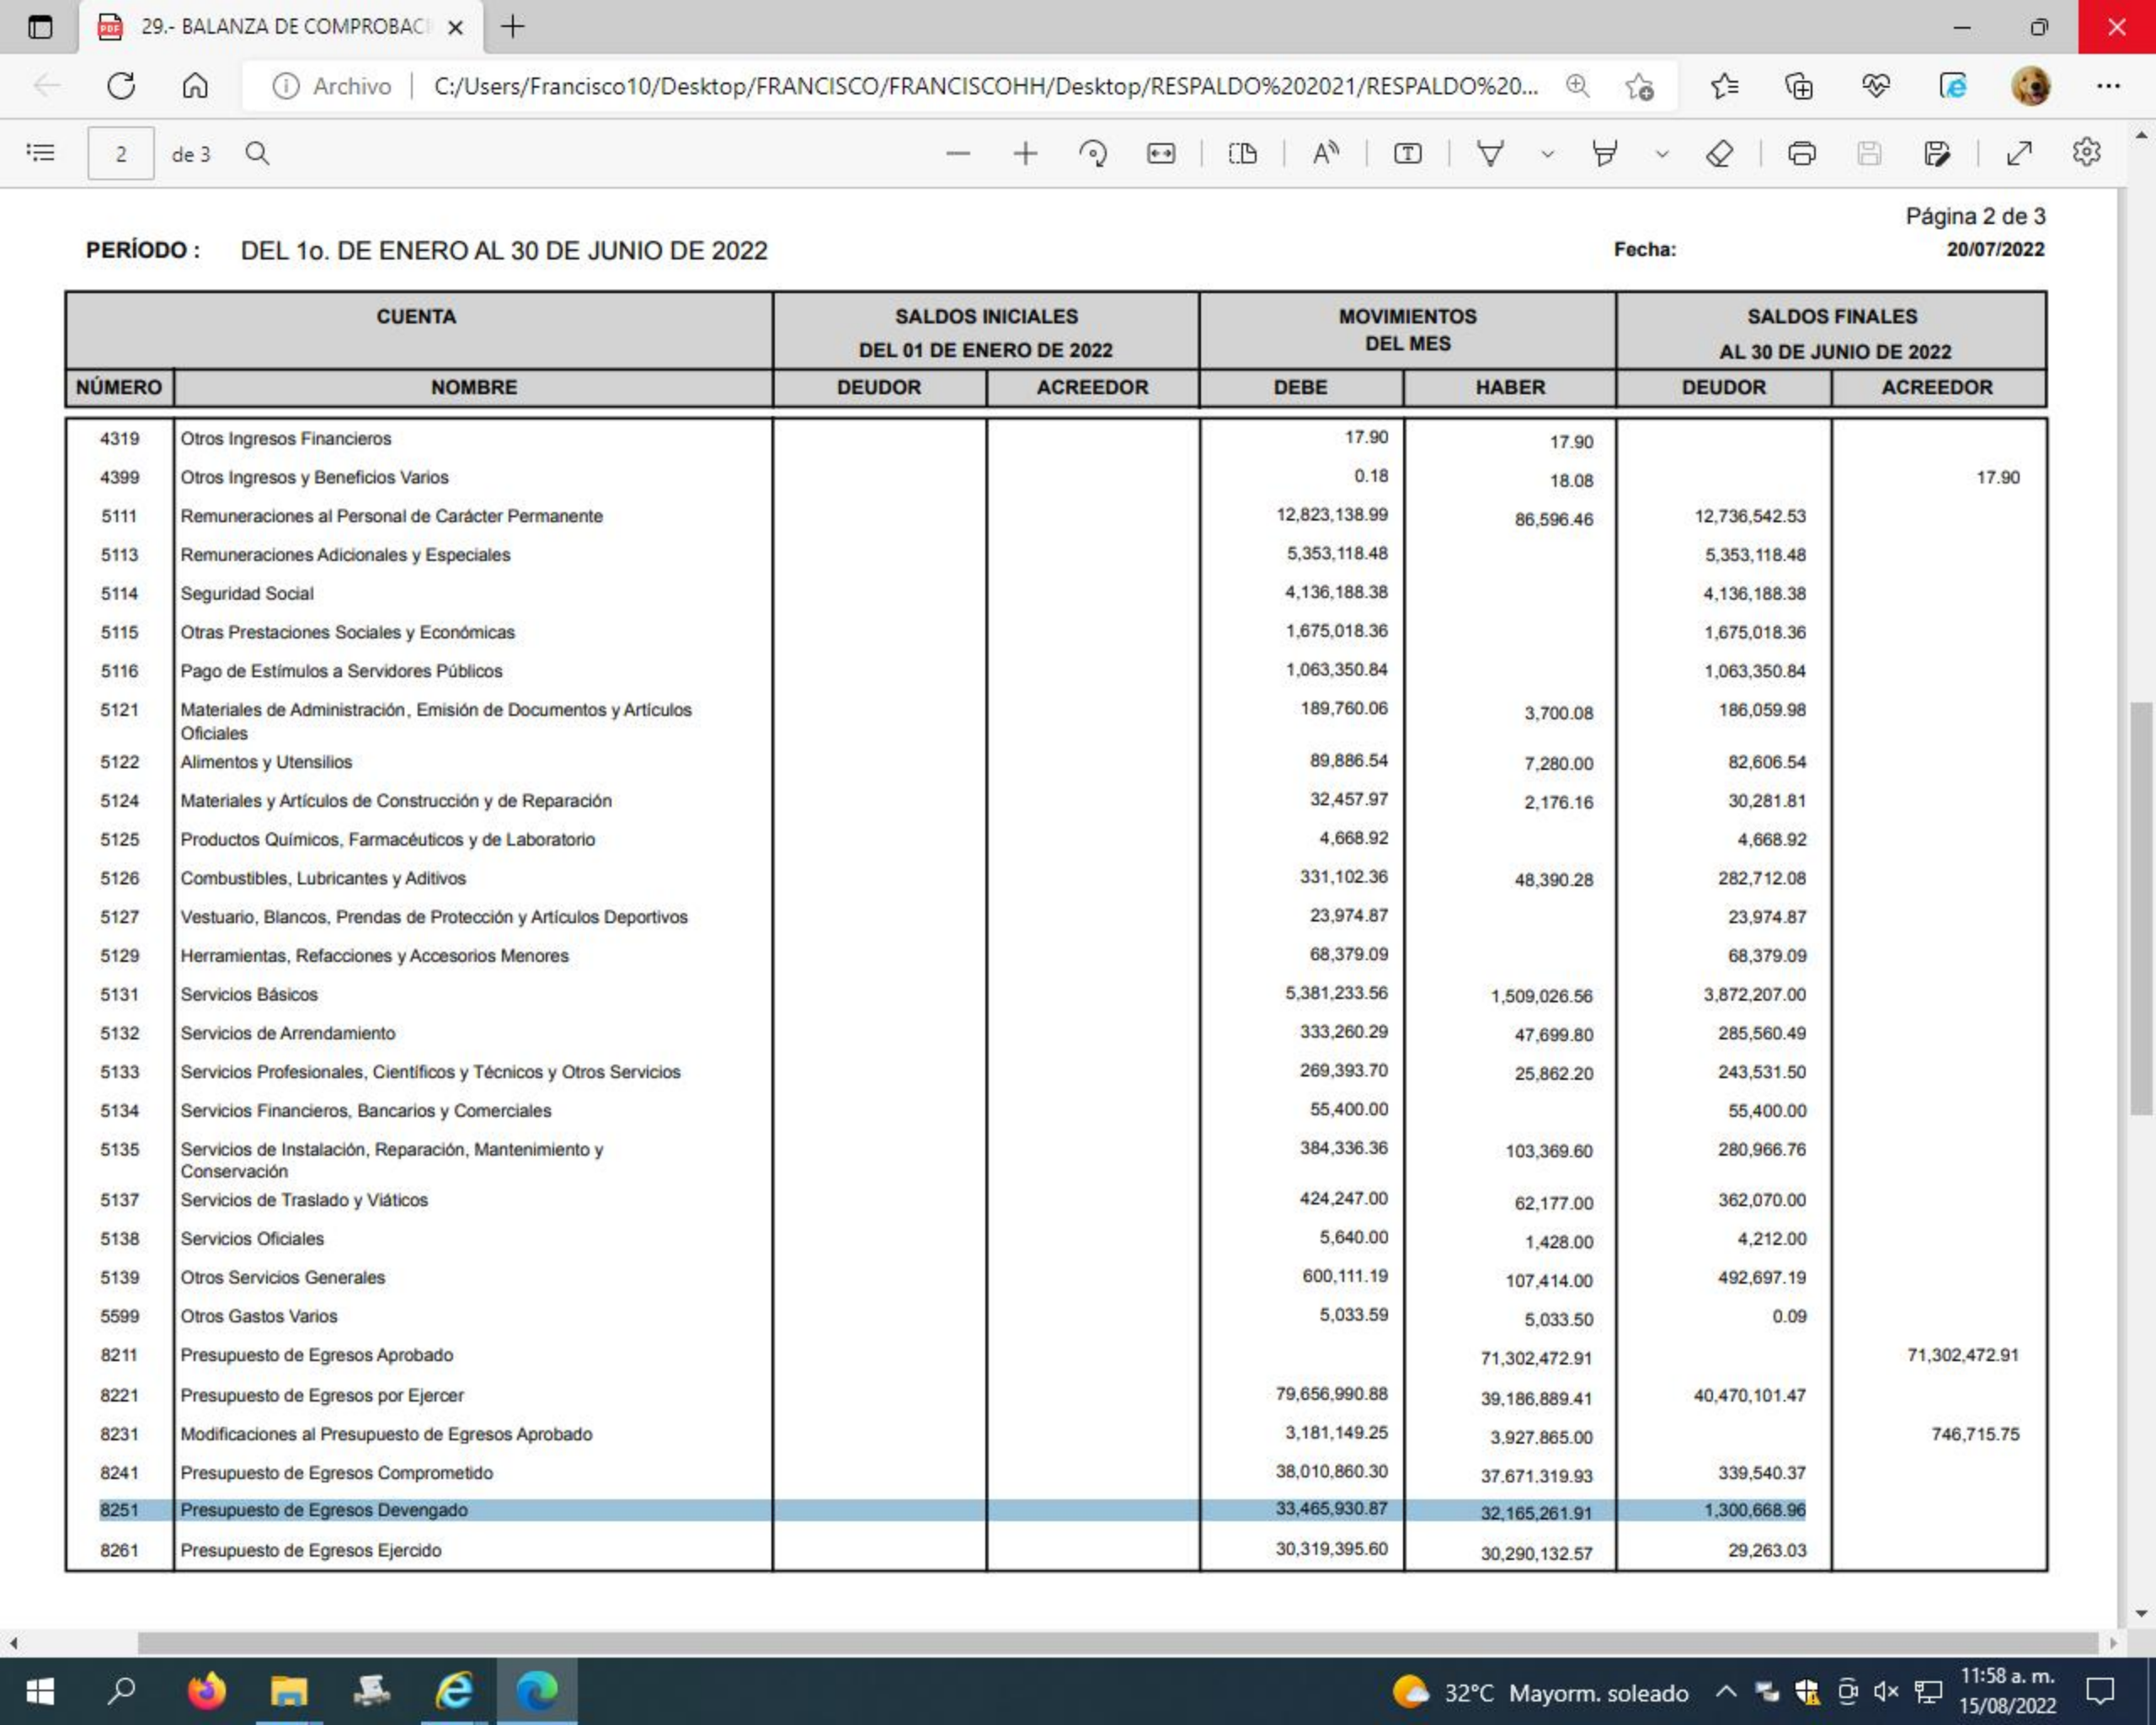 29.- BALANZA DE COMPROBACI
Archivo
C:/Users/Francisco10/Desktop/FRANCISCO/FRANCISCOHH/Desktop/RESPALDO%202021/RESPALDO%20...
2 de 3
Página 2 de 3
PERÍODO : DEL 1o. DE ENERO AL 30 DE JUNIO DE 2022 Fecha: 20/07/2022
CUENTA SALDOS INICIALES MOVIMIENTOS SALDOS FINALES
DEL 01 DE ENERO DE 2022 DEL MES AL 30 DE JUNIO DE 2022
NÚMERO NOMBRE DEUDOR ACREEDOR DEBE HABER DEUDOR ACREEDOR
4319 Otros Ingresos Financieros 17.90 17.90
4399 Otros Ingresos y Beneficios Varios 0.18 18.08 17.90
5111 Remuneraciones al Personal de Carácter Permanente 12,823,138.99 86,596.46 12,736,542.53
5113 Remuneraciones Adicionales y Especiales 5,353,118.48 5,353,118.48
5114 Seguridad Social 4,136,188.38 4,136,188.38
5115 Otras Prestaciones Sociales y Económicas 1,675,018.36 1,675,018.36
5116 Pago de Estímulos a Servidores Públicos 1,063,350.84 1,063,350.84
5121 Materiales de Administración, Emisión de Documentos y Artículos 189,760.06 3,700.08 186,059.98
Oficiales
5122 Alimentos y Utensilios 89,886.54 7,280.00 82,606.54
5124 Materiales y Artículos de Construcción y de Reparación 32,457.97 2,176.16 30,281.81
5125 Productos Químicos, Farmacéuticos y de Laboratorio 4,668.92 4,668.92
5126 Combustibles, Lubricantes y Aditivos 331,102.36 48,390.28 282,712.08
5127 Vestuario, Blancos, Prendas de Protección y Artículos Deportivos 23,974.87 23,974.87
5129 Herramientas, Refacciones y Accesorios Menores 68,379.09 68,379.09
5131 Servicios Básicos 5,381,233.56 1,509,026.56 3,872,207.00
5132 Servicios de Arrendamiento 333,260.29 47,699.80 285,560.49
5133 Servicios Profesionales, Científicos y Técnicos y Otros Servicios 269,393.70 25,862.20 243,531.50
5134 Servicios Financieros, Bancarios y Comerciales 55,400.00 55,400.00
5135 Servicios de Instalación, Reparación, Mantenimiento y 384,336.36 103,369.60 280,966.76
Conservación
5137 Servicios de Traslado y Viáticos 424,247.00 62,177.00 362,070.00
5138 Servicios Oficiales 5,640.00 1,428.00 4,212.00
5139 Otros Servicios Generales 600,111.19 107,414.00 492,697.19
5599 Otros Gastos Varios 5,033.59 5,033.50 0.09
8211 Presupuesto de Egresos Aprobado 71,302,472.91 71,302,472.91
8221 Presupuesto de Egresos por Ejercer 79,656,990.88 39,186,889.41 40,470,101.47
8231 Modificaciones al Presupuesto de Egresos Aprobado 3,181,149.25 3,927,865.00 746,715.75
8241 Presupuesto de Egresos Comprometido 38,010,860.30 37,671,319.93 339,540.37
8251 Presupuesto de Egresos Devengado 33,465,930.87 32,165,261.91 1,300,668.96
8261 Presupuesto de Egresos Ejercido 30,319,395.60 30,290,132.57 29,263.03
32°C Mayorm. soleado
11:58 a. m.
15/08/2022